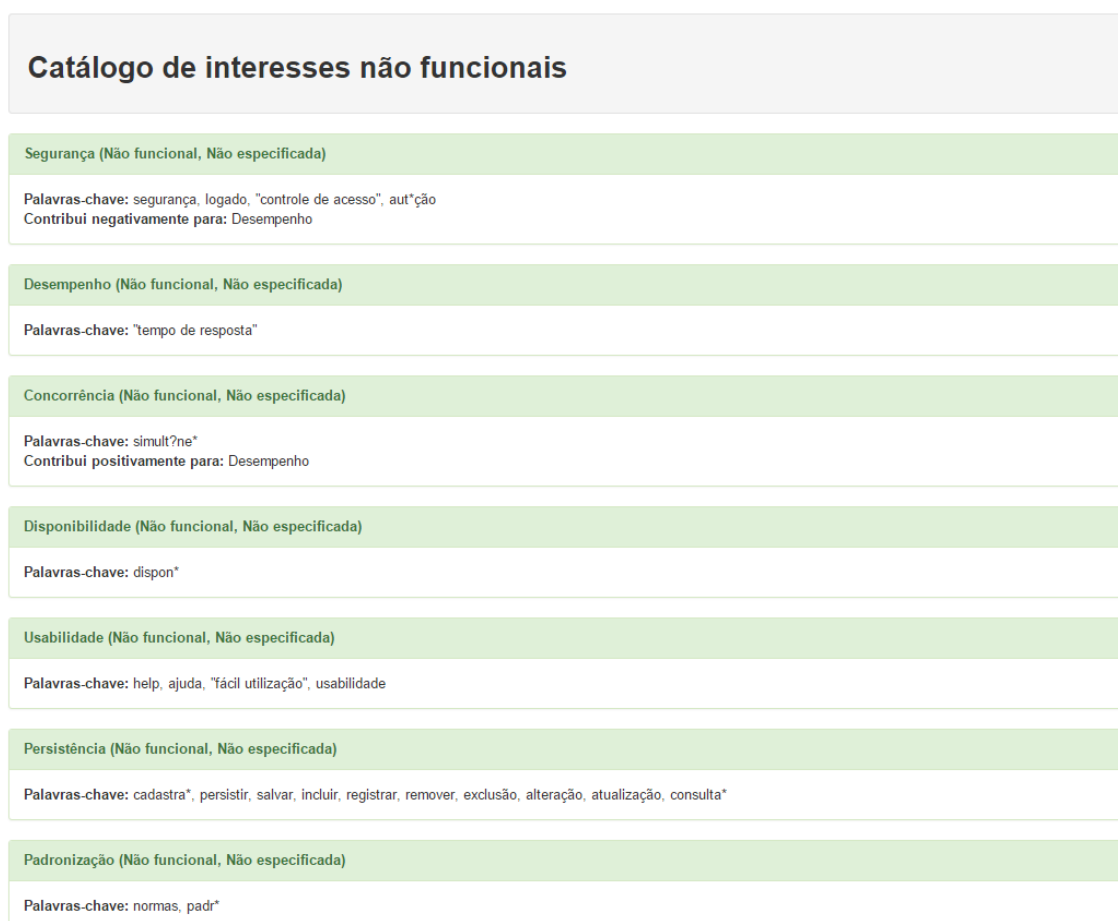 Catálogo de interesses não funcionais
Segurança (Não funcional, Não especificada)
Palavras-chave: segurança, logado, "controle de acesso", aut*ção
Contribui negativamente para: Desempenho
Desempenho (Não funcional, Não especificada)
Palavras-chave: "tempo de resposta"
Concorrência (Não funcional, Não especificada)
Palavras-chave: simult?ne*
Contribui positivamente para: Desempenho
Disponibilidade (Não funcional, Não especificada)
Palavras-chave: dispon*
Usabilidade (Não funcional, Não especificada)
Palavras-chave: help, ajuda, "fácil utilização", usabilidade
Persistência (Não funcional, Não especificada)
Palavras-chave: cadastra*, persistir, salvar, incluir, registrar, remover, exclusão, alteração, atualização, consulta*
Padronização (Não funcional, Não especificada)
Palavras-chave: normas, padr*